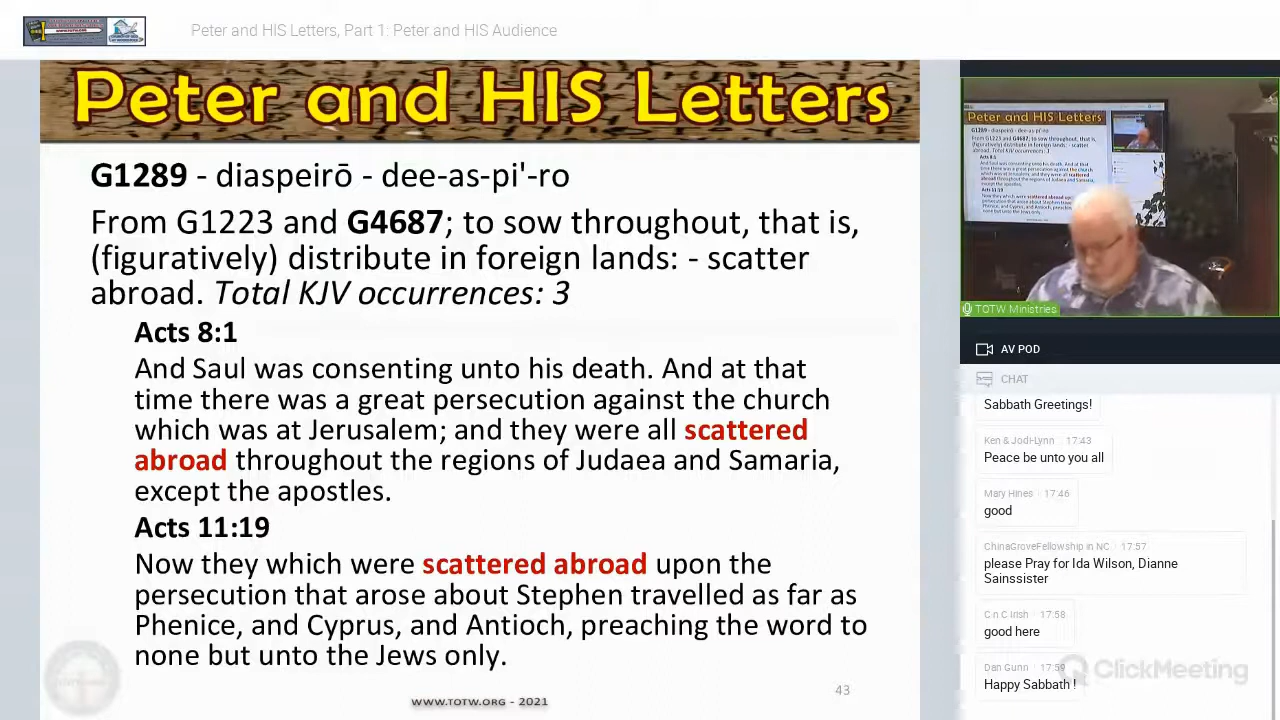 Peter and HIS Letters, Part 1: Peter and HIS Audience
Peter and HIS Letters
G1289 - diaspeirō - dee-as-pi'-ro
From G1223 and G4687; to sow throughout, that is,
(figuratively) distribute in foreign lands: - scatter
abroad. Total KJV occurrences: 3
Acts 8:1
And Saul was consenting unto his death. And at that
time there was a great persecution against the church
which was at Jerusalem; and they were all scattered
abroad throughout the regions of Judaea and Samaria,
except the apostles.
Acts 11:19
Now they which were scattered abroad upon the
persecution that arose about Stephen travelled as far as
Phenice, and Cyprus, and Antioch, preaching the word to
none but unto the Jews only.
WWW.TOTW.ORG - 2021
43
Peter and HIS Letters
TOTW Ministries
AV POD
CHAT
Sabbath Greetings!
Ken & Jodi-Lynn · 17:43
Peace be unto you all
Mary Hines · 17:46
good
ChinaGroveFellowship in NC · 17:57
please Pray for Ida Wilson, Dianne
Sainssister
C n C Irish · 17:58
good here
Dan Gunn · 17:59
Happy Sabbath !
ClickMeeting